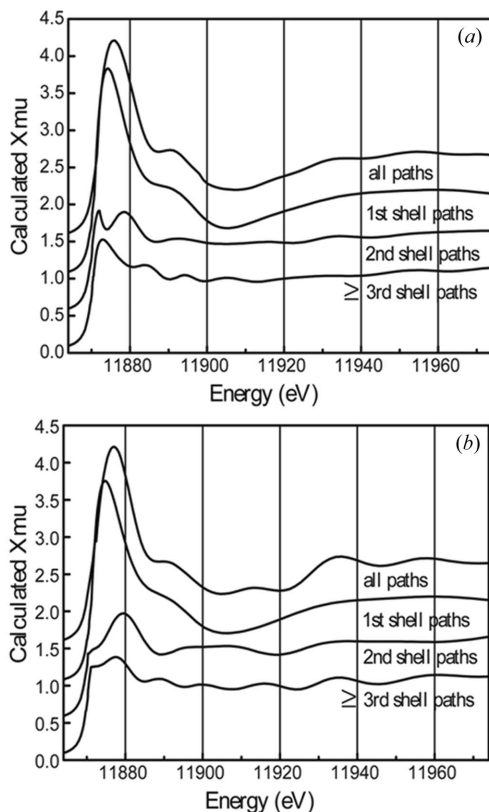 (a)
4.5
4.0
3.5
3.0
2.5
2.0
1.5
1.0
0.5
0.0
Calculated Xmu
all paths
1st shell paths
2nd shell paths
≥ 3rd shell paths
11880 11900 11920 11940 11960
Energy (eV)
(b)
4.5
4.0
3.5
3.0
2.5
2.0
1.5
1.0
0.5
0.0
Calculated Xmu
all paths
1st shell paths
2nd shell paths
≥ 3rd shell paths
11880 11900 11920 11940 11960
Energy (eV)